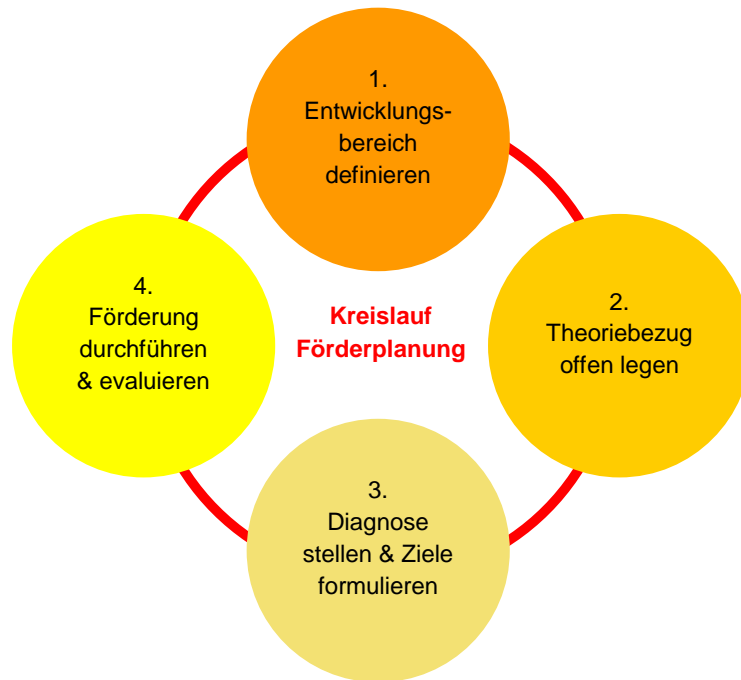 1.
Entwicklungs-
bereich
definieren
2.
Theoriebezug
offen legen
3.
Diagnose
stellen & Ziele
formulieren
4.
Förderung
durchführen
& evaluieren
Kreislauf
Förderplanung